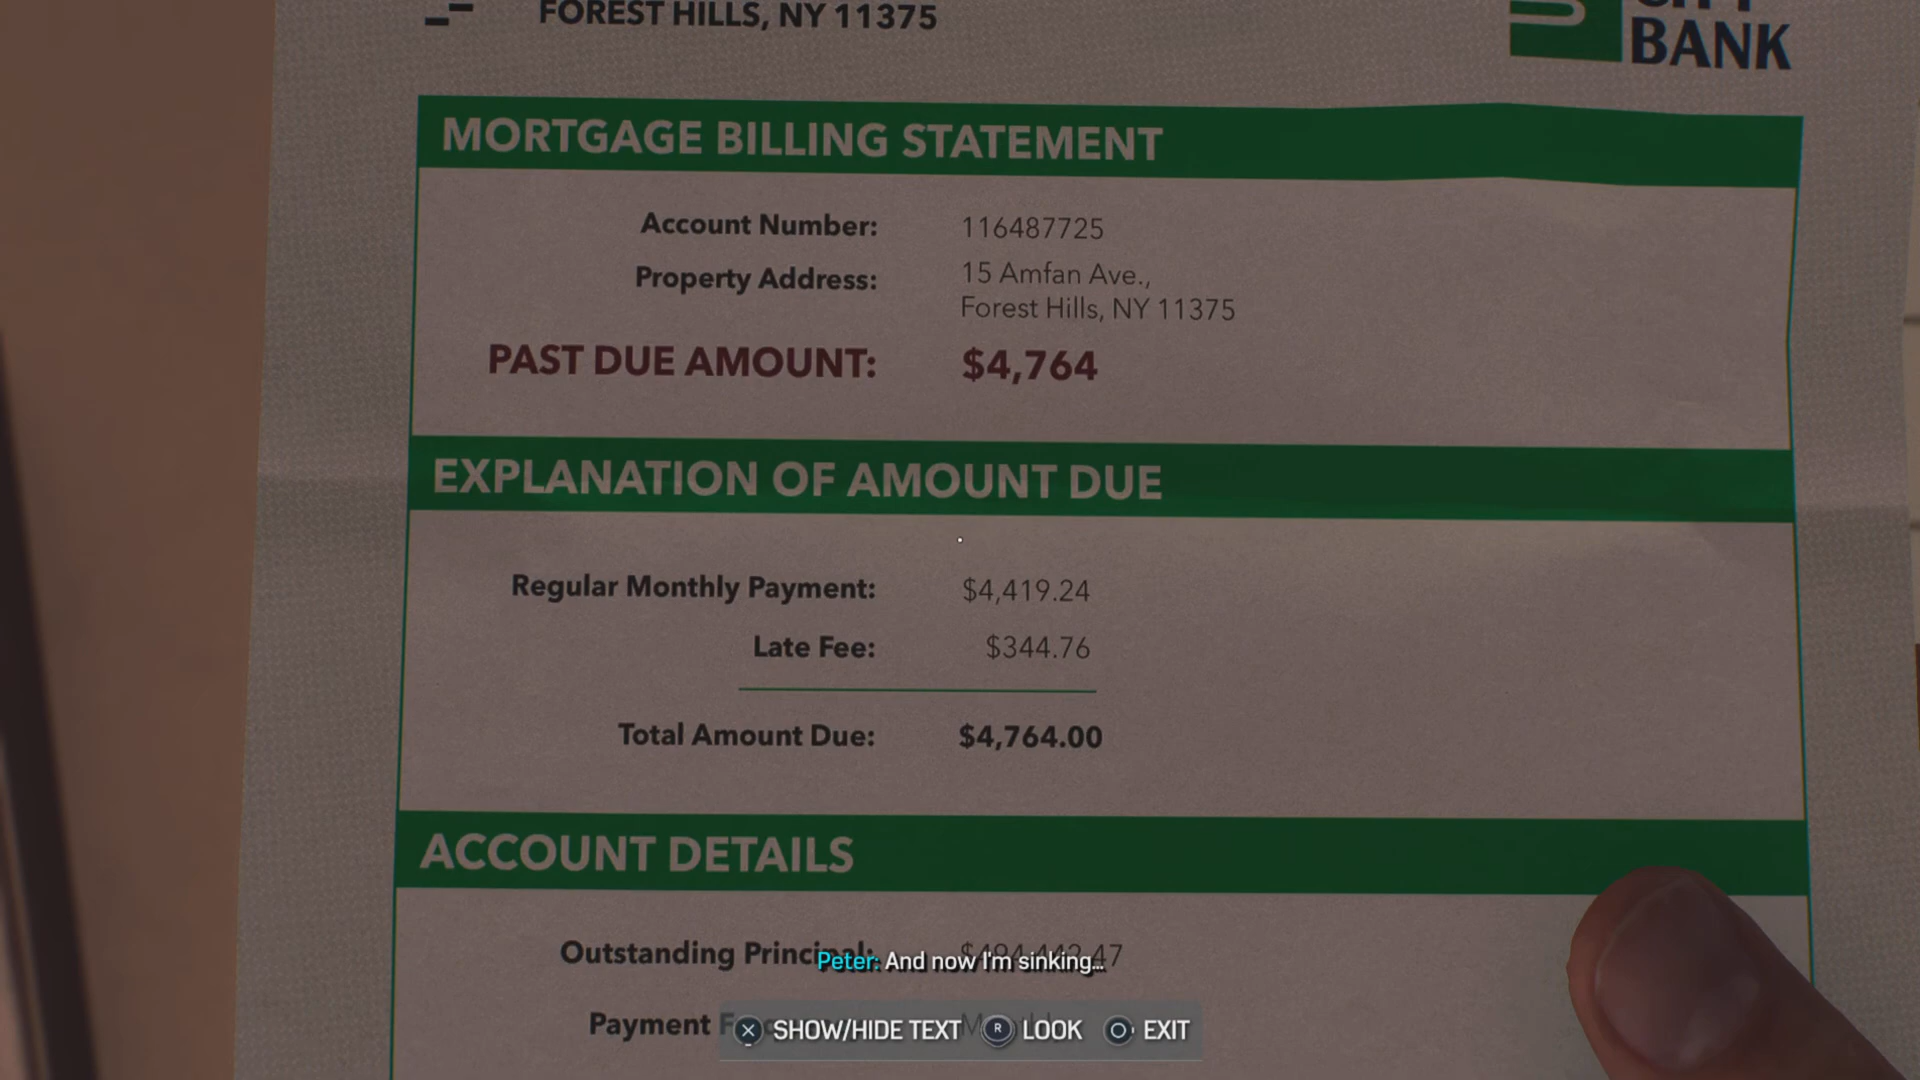 FOREST HILLS, NY 11375
BANK
MORTGAGE BILLING STATEMENT
Account Number: 116487725
Property Address: 15 Amfan Ave.,
Forest Hills, NY 11375
PAST DUE AMOUNT: $4,764
EXPLANATION OF AMOUNT DUE
Regular Monthly Payment: $4,419.24
Late Fee: $344.76
Total Amount Due: $4,764.00
ACCOUNT DETAILS
Outstanding Principal:
Peter: And now I'm sinking...
Payment
SHOW/HIDE TEXT R LOOK EXIT